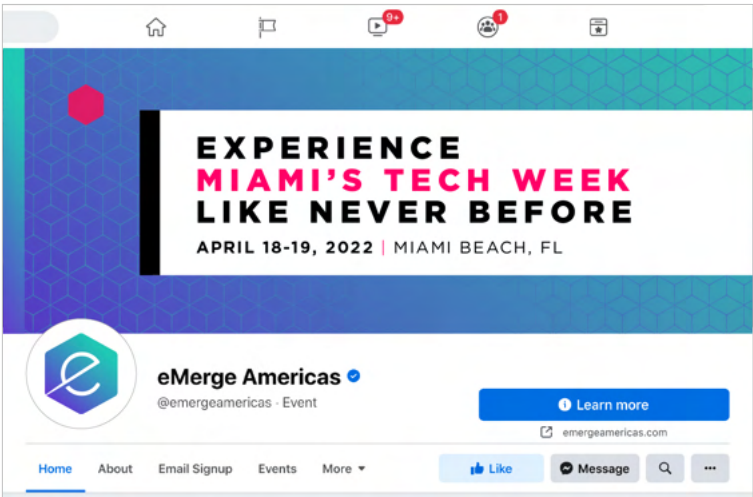 9+
1
EXPERIENCE
MIAMI'S TECH WEEK
LIKE NEVER BEFORE
APRIL 18-19, 2022 | MIAMI BEACH, FL
e
eMerge Americas
@emergeamericas · Event
Learn more
emergeamericas.com
Home About Email Signup Events More Like Message